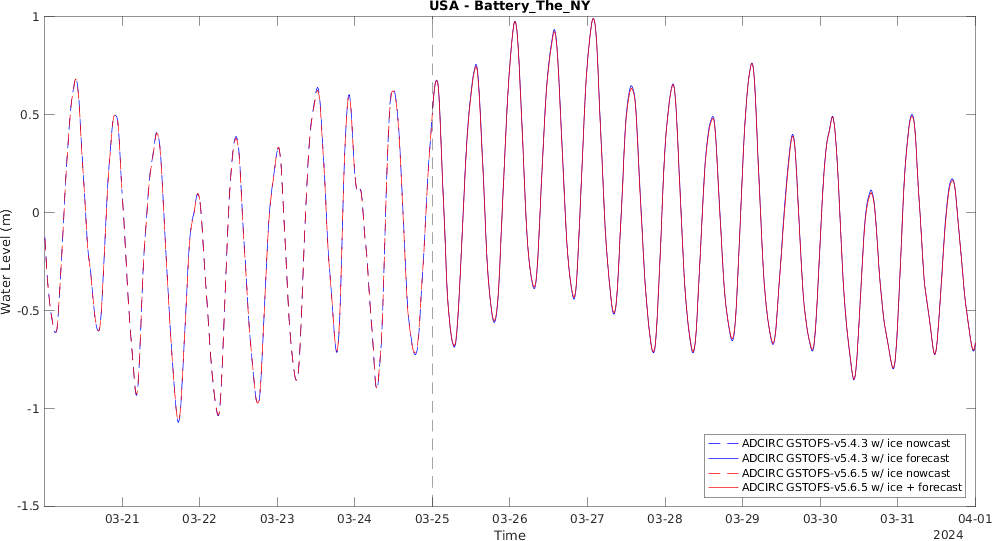 USA - Battery_The_NY
1
0.5
0
-0.5
-1
-1.5
Water Level (m)
03-21
03-22
03-23
03-24
03-25
03-26
03-27
03-28
03-29
03-30
03-31
04-01
Time
2024
ADCIRC GSTOFS-v5.4.3 w/ ice nowcast
ADCIRC GSTOFS-v5.4.3 w/ ice forecast
ADCIRC GSTOFS-v5.6.5 w/ ice nowcast
ADCIRC GSTOFS-v5.6.5 w/ ice + forecast